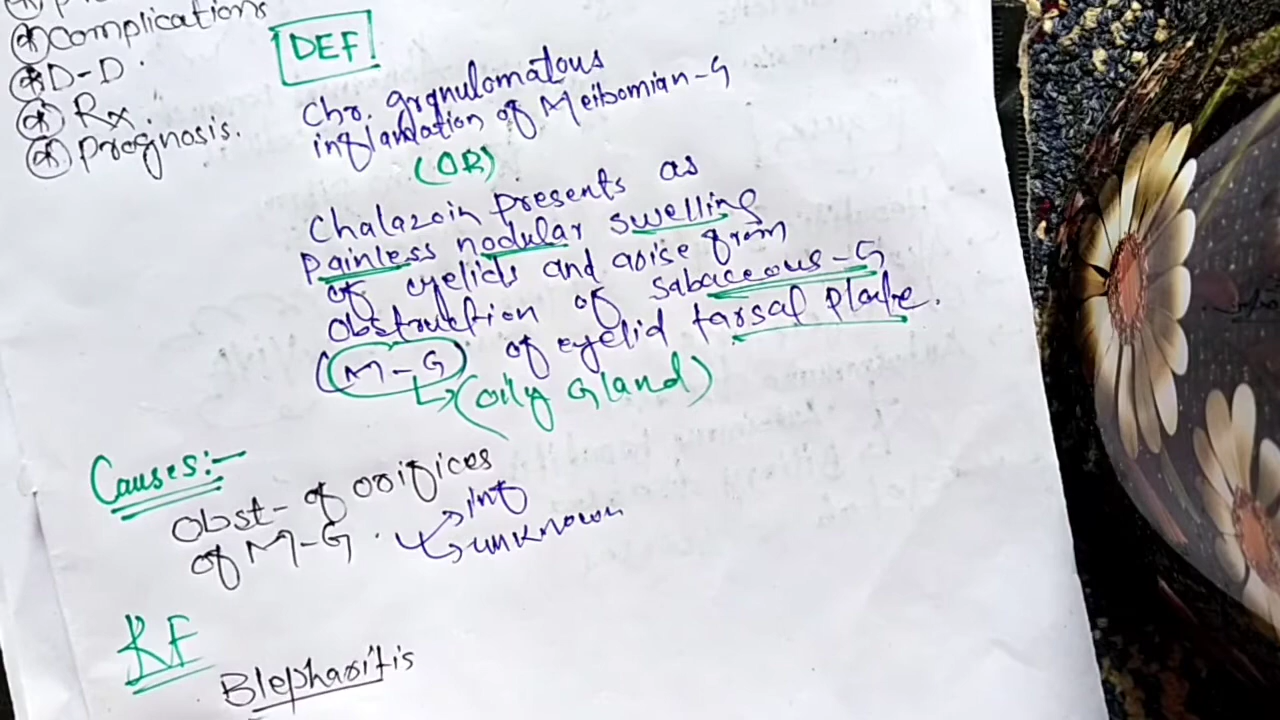 Complications
D-D.
Rx.
Prognosis.
DEF
Chr. granulomatous
inflamation of Meibomian-G
(OR)
Chalazoin presents as
Painless nodular swelling
of eyelids and arise from
obstruction of sabaceous-G
(M-G) of eyelid tarsal plate.
(oily Gland)
Causes:-
Obst- of orifices
of M-G. inf
unknown
RF
Blepharitis